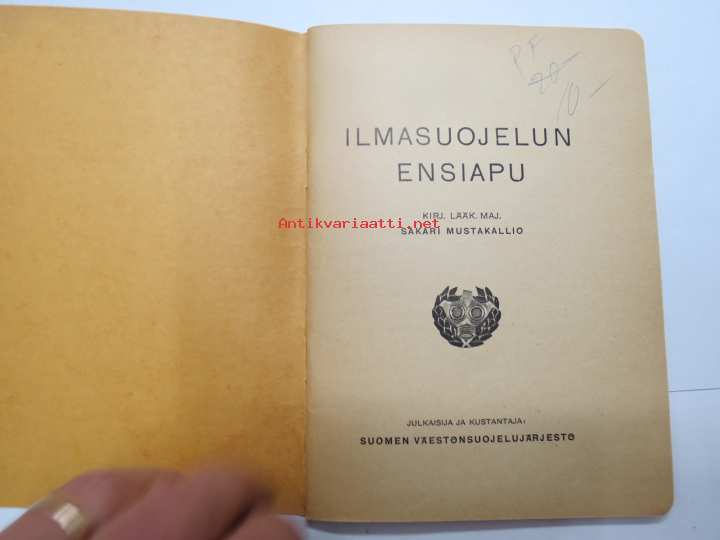 PF
20
10-
ILMASUOJELUN
ENSIAPU
KIRJ. LÄÄK. MAJ.
Antikvariaatti.net
SAKARI MUSTAKALLIO
JULKAISIJA JA KUSTANTAJA:
SUOMEN VÄESTÖNSUOJELUJÄRJESTÖ